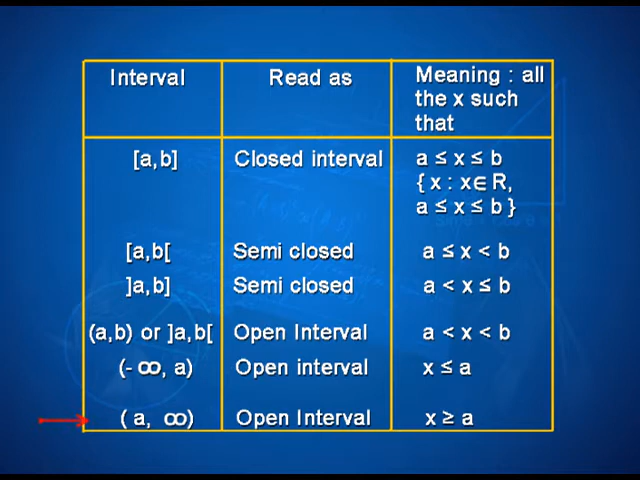 Interval Read as Meaning : all
the x such
that
[a,b] Closed interval a ≤ x ≤ b
{ x : x∈ R,
a ≤ x ≤ b }
[a,b[ Semi closed a ≤ x < b
]a,b] Semi closed a < x ≤ b
(a,b) or ]a,b[ Open Interval a < x < b
(- ∞, a) Open interval x ≤ a
( a, ∞) Open Interval x ≥ a